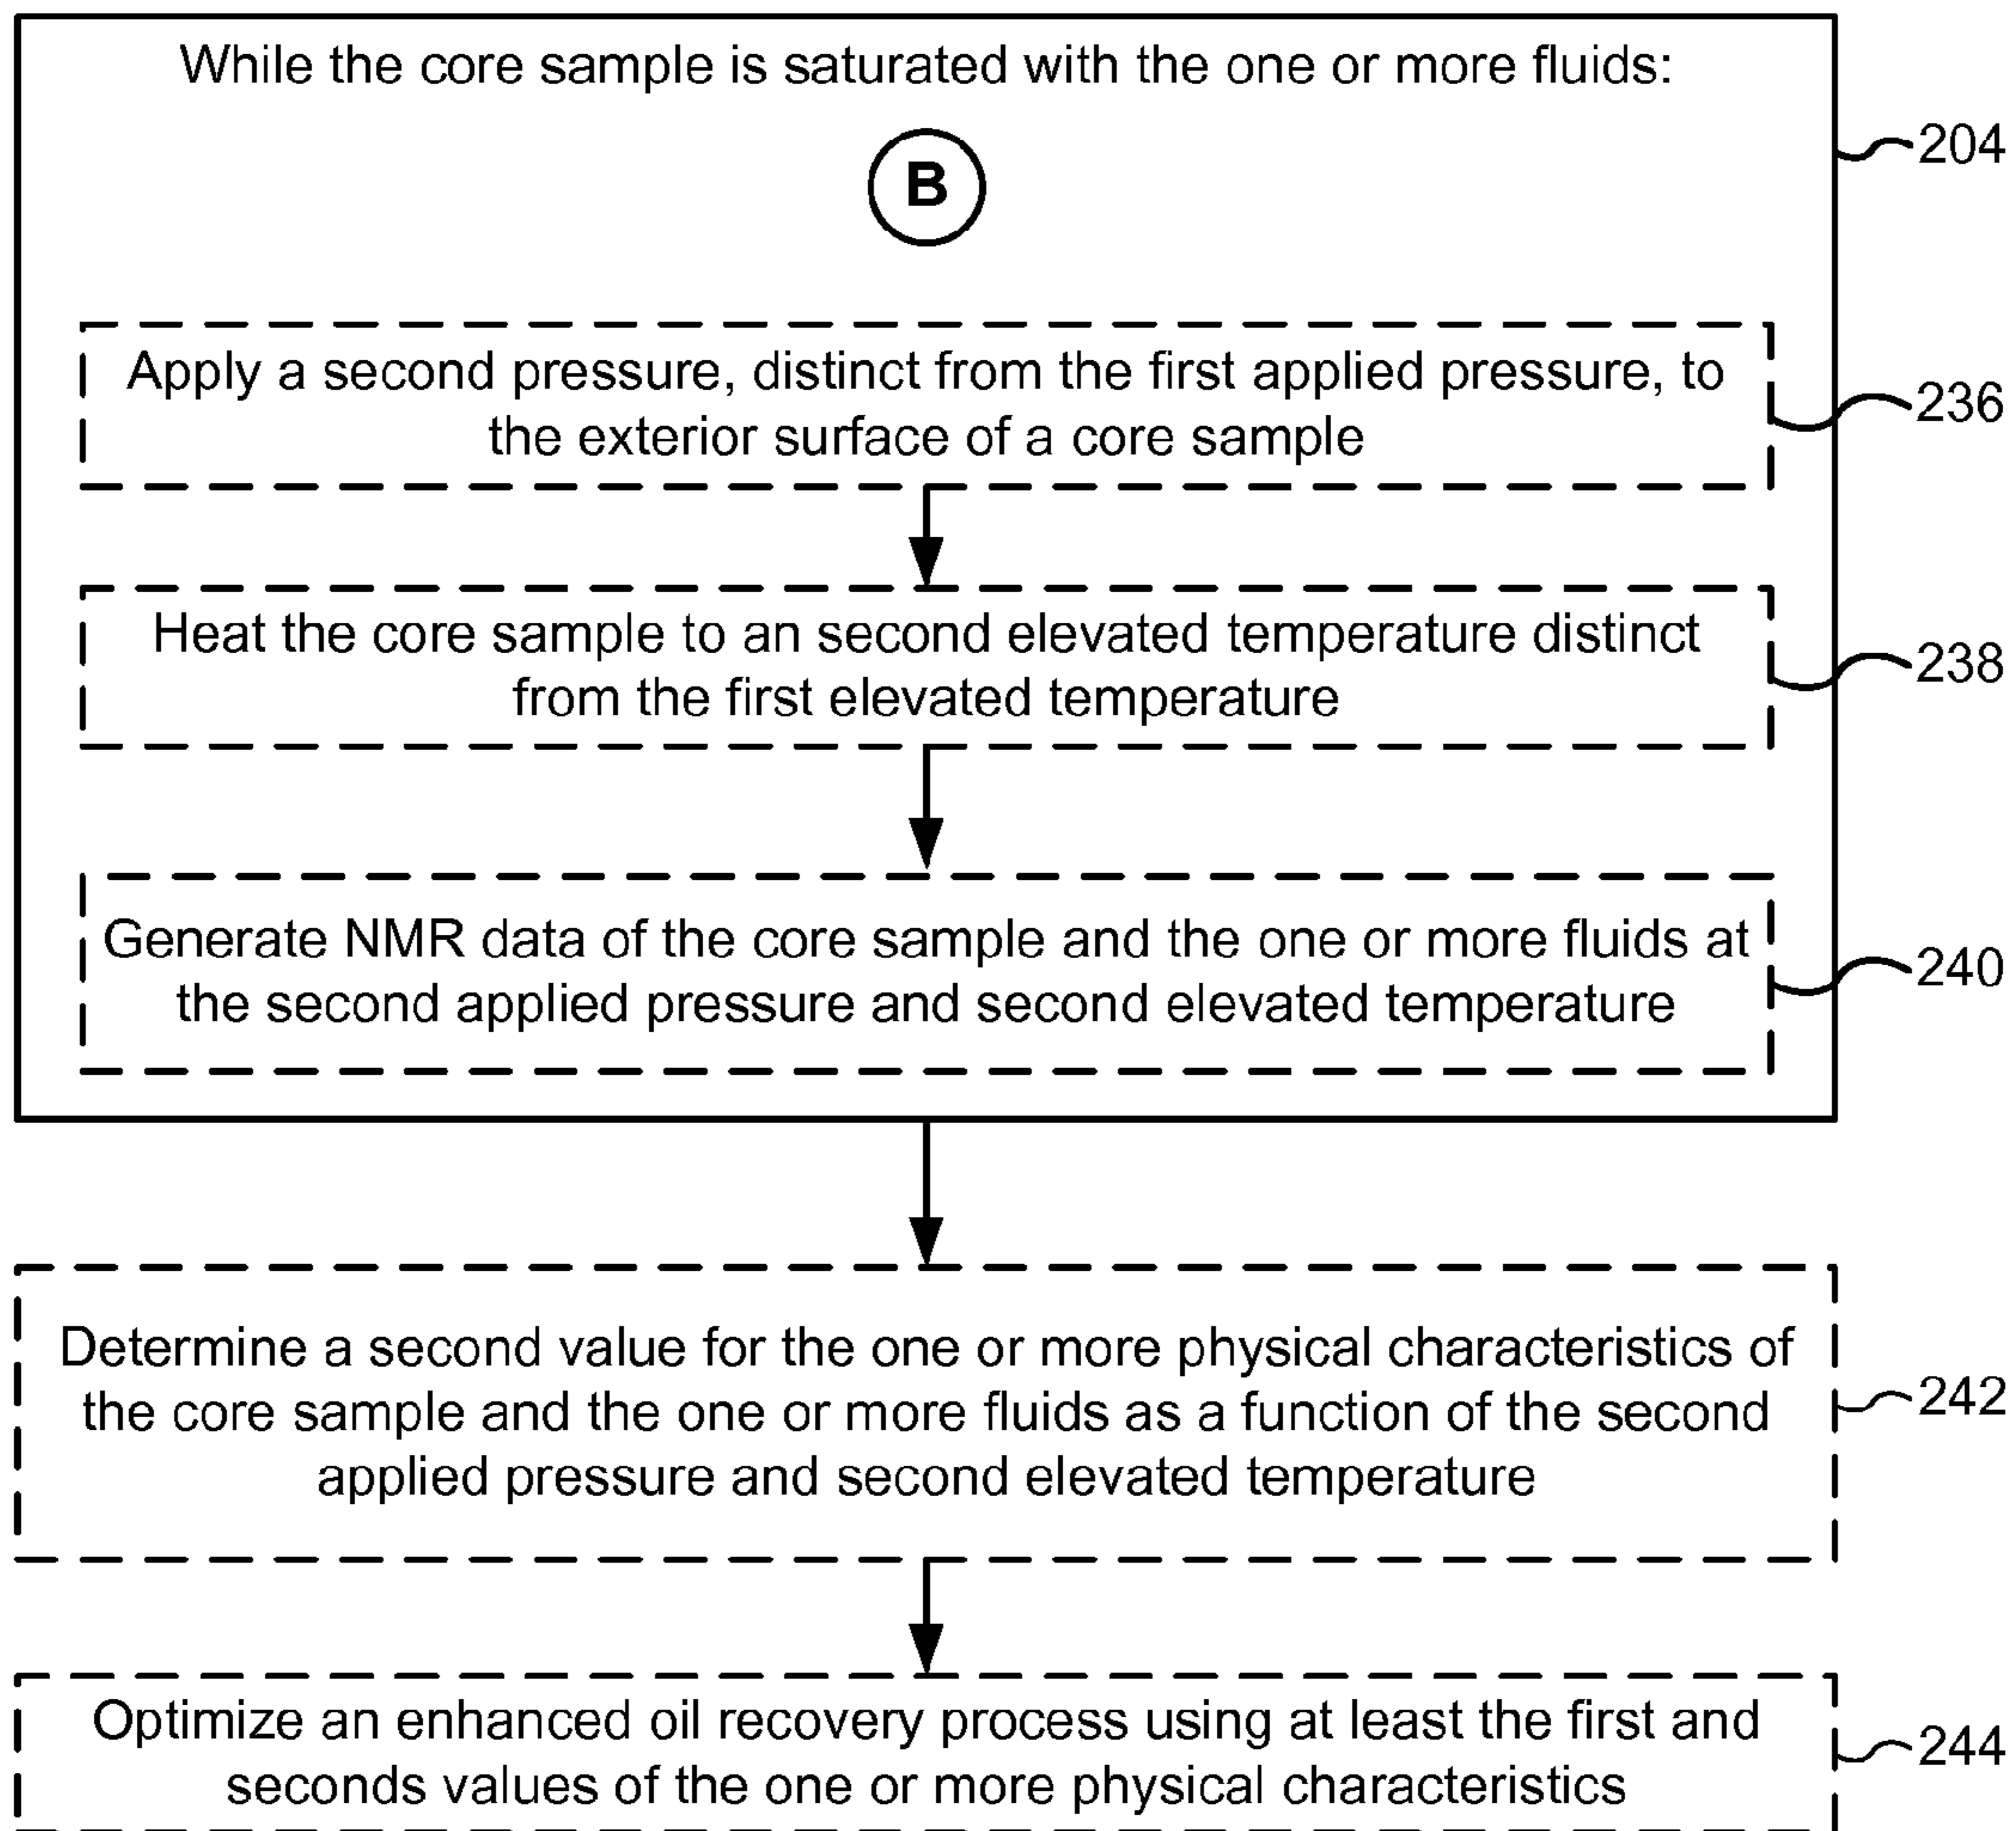 While the core sample is saturated with the one or more fluids:
204
B
Apply a second pressure, distinct from the first applied pressure, to
the exterior surface of a core sample
236
Heat the core sample to an second elevated temperature distinct
from the first elevated temperature
238
Generate NMR data of the core sample and the one or more fluids at
the second applied pressure and second elevated temperature
240
Determine a second value for the one or more physical characteristics of
the core sample and the one or more fluids as a function of the second
applied pressure and second elevated temperature
242
Optimize an enhanced oil recovery process using at least the first and
seconds values of the one or more physical characteristics
244